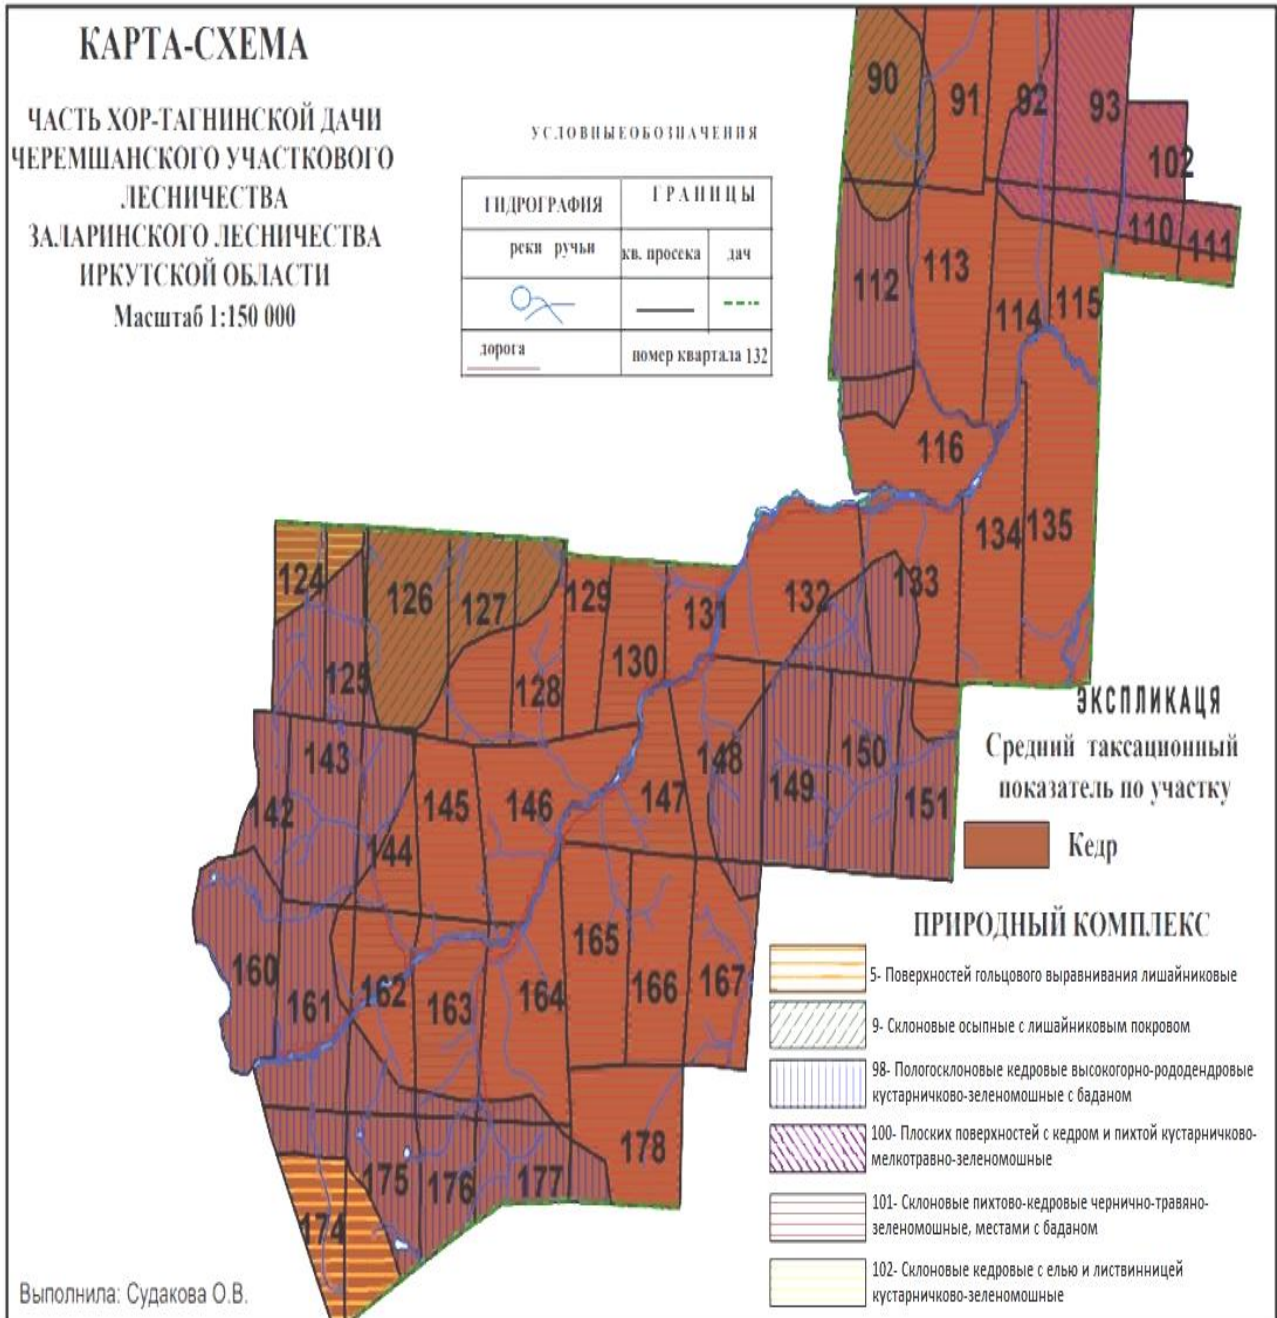 КАРТА-СХЕМА
ЧАСТЬ ХОР-ТАГНИНСКОЙ ДАЧИ
ЧЕРЕМШАНСКОГО УЧАСТКОВОГО
ЛЕСНИЧЕСТВА
ЗАЛАРИНСКОГО ЛЕСНИЧЕСТВА
ИРКУТСКОЙ ОБЛАСТИ
Масштаб 1:150 000
УСЛОВНЫЕ ОБОЗНАЧЕНИЯ
ГИДРОГРАФИЯ
ГРАНИЦЫ
реки ручьи
кв. просека
дач
дорога
номер квартала 132
90
91
92
93
102
110
111
112
113
114
115
116
124
125
126
127
128
129
130
131
132
133
134
135
142
143
144
145
146
147
148
149
150
151
160
161
162
163
164
165
166
167
174
175
176
177
178
ЭКСПЛИКАЦЯ
Средний таксационный
показатель по участку
Кедр
ПРИРОДНЫЙ КОМПЛЕКС
5- Поверхностей гольцового выравнивания лишайниковые
9- Склоновые осыпные с лишайниковым покровом
98- Пологосклоновые кедровые высокогорно-рододендровые
кустарничково-зеленомошные с баданом
100- Плоских поверхностей с кедром и пихтой кустарничково-
мелкотравно-зеленомошные
101- Склоновые пихтово-кедровые чернично-травяно-
зеленомошные, местами с баданом
102- Склоновые кедровые с елью и листвинницей
кустарничково-зеленомошные
Выполнила: Судакова О.В.